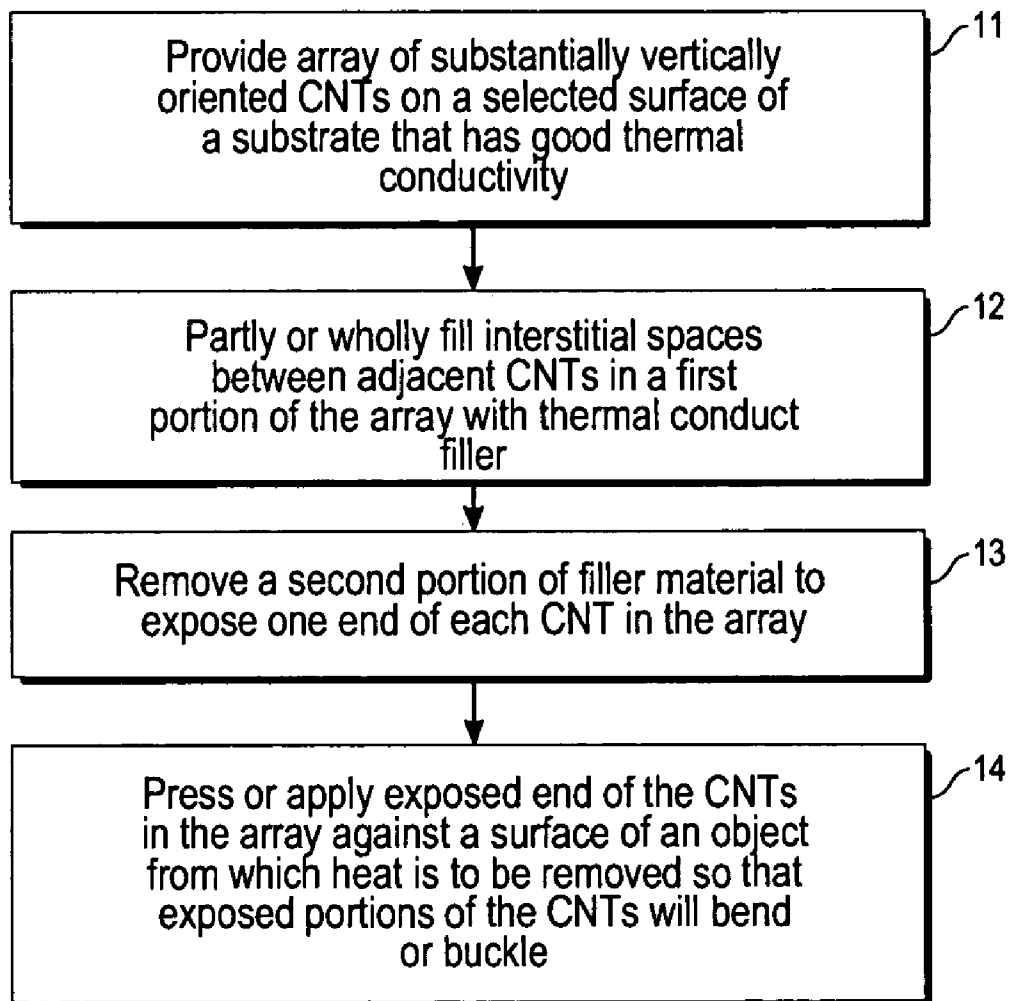 11
Provide array of substantially vertically
oriented CNTs on a selected surface of
a substrate that has good thermal
conductivity
12
Partly or wholly fill interstitial spaces
between adjacent CNTs in a first
portion of the array with thermal conduct
filler
13
Remove a second portion of filler material to
expose one end of each CNT in the array
14
Press or apply exposed end of the CNTs
in the array against a surface of an object
from which heat is to be removed so that
exposed portions of the CNTs will bend
or buckle